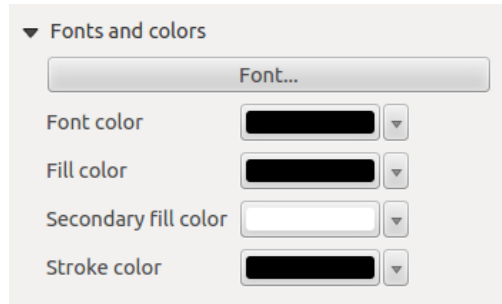 Fonts and colors
Font...
Font color
Fill color
Secondary fill color
Stroke color